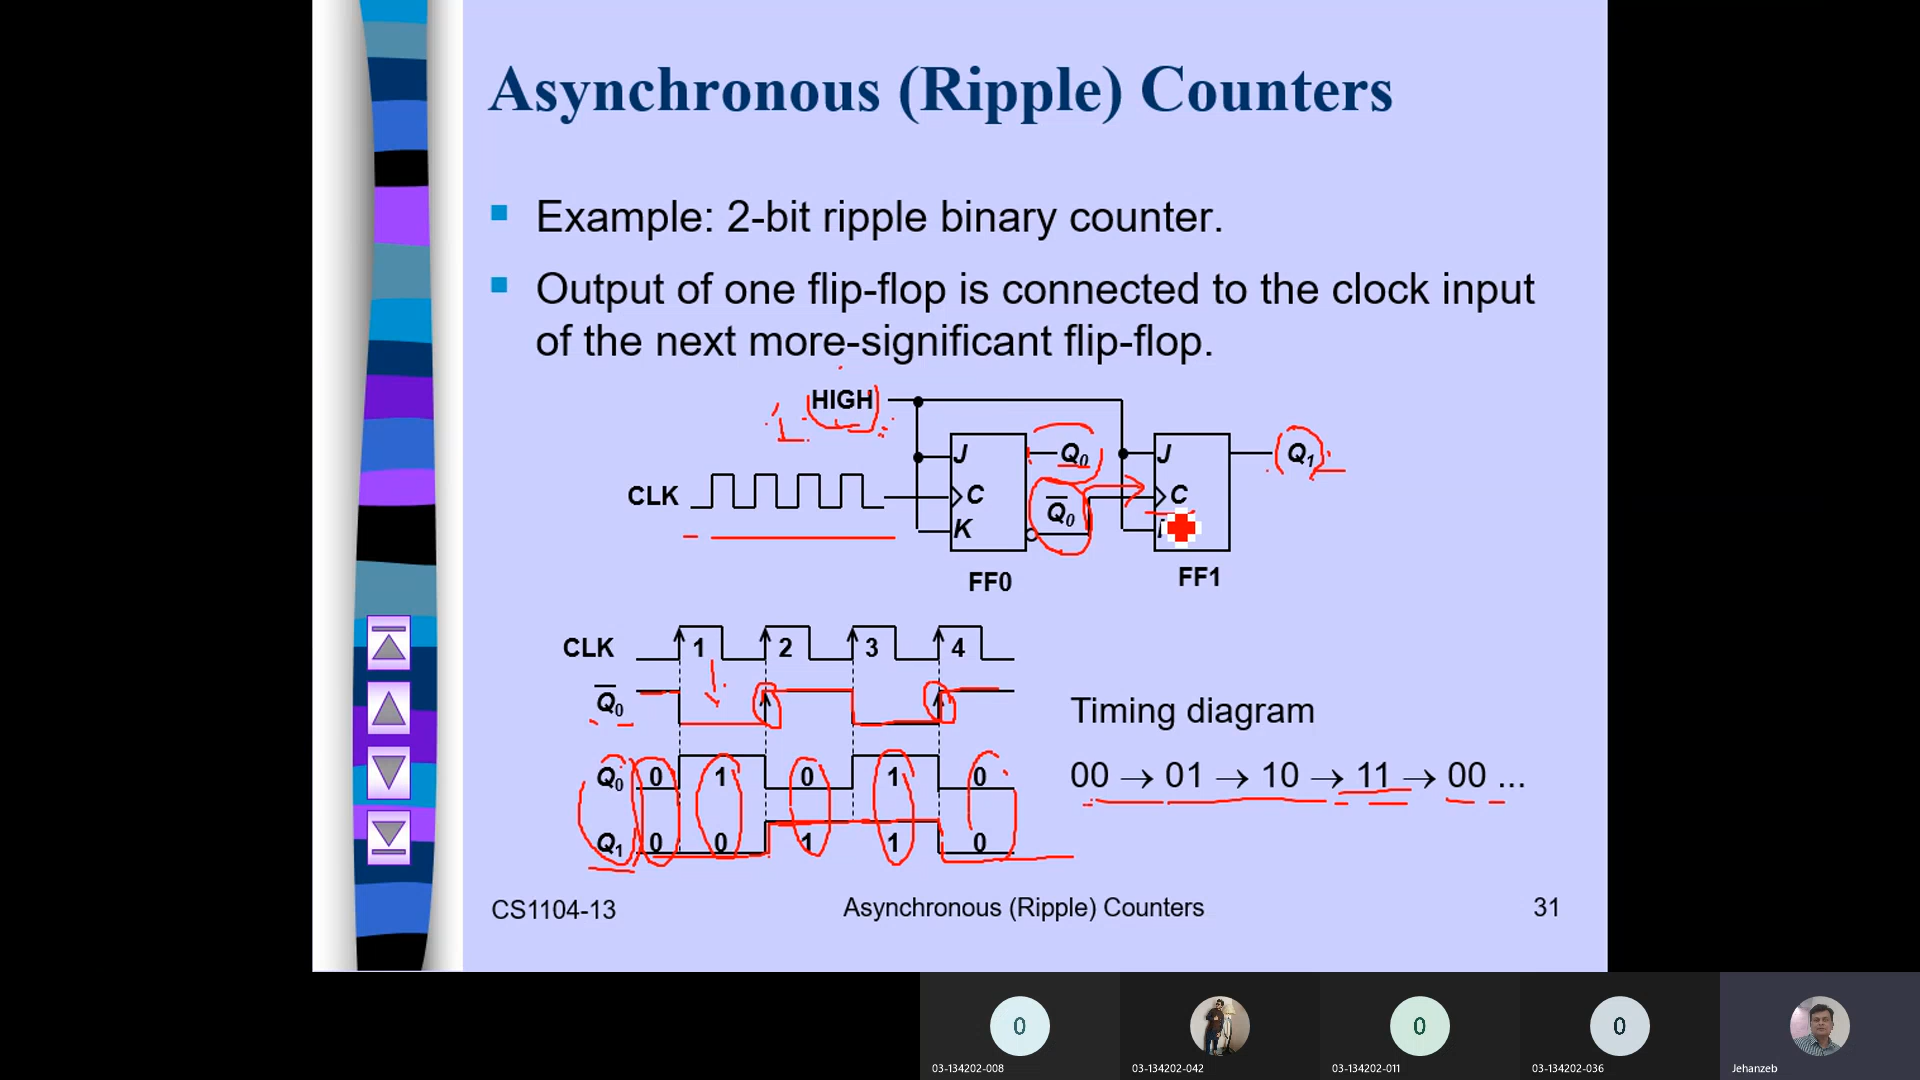 Asynchronous (Ripple) Counters
Example: 2-bit ripple binary counter.
Output of one flip-flop is connected to the clock input
of the next more-significant flip-flop.
1 HIGH
J Q0 J Q1
CLK C Q̅0 C
K
FF0 FF1
CLK 1 2 3 4
Q̅0
Timing diagram
Q0 0 1 0 1 0
00 → 01 → 10 → 11 → 00 ...
Q1 0 0 1 1 0
CS1104-13 Asynchronous (Ripple) Counters 31
0 0 0
03-134202-008 03-134202-042 03-134202-011 03-134202-036 Jehanzeb